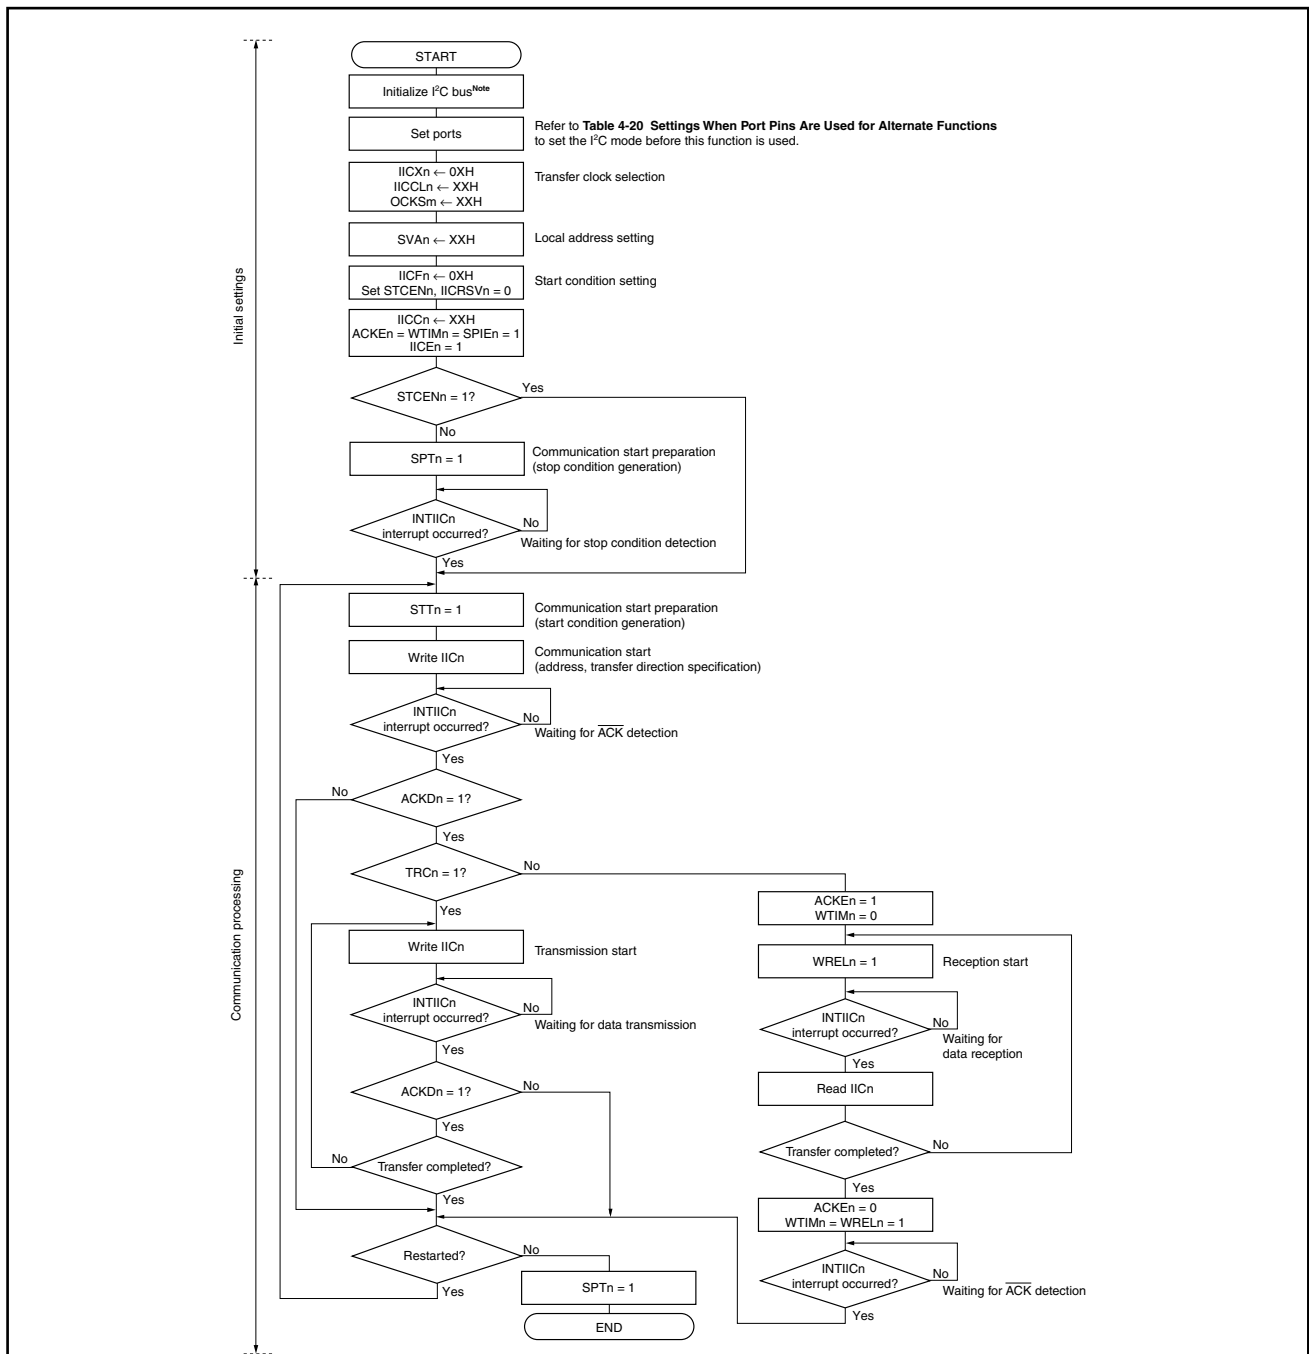 START
Initialize I²C bus^Note
Set ports
Refer to Table 4-20 Settings When Port Pins Are Used for Alternate Functions
to set the I²C mode before this function is used.
IICXn ← 0XH
IICCLn ← XXH
OCKSm ← XXH
Transfer clock selection
SVAn ← XXH
Local address setting
IICFn ← 0XH
Set STCENn, IICRSVn = 0
Start condition setting
IICCn ← XXH
ACKEn = WTIMn = SPIEn = 1
IICEn = 1
Initial settings
STCENn = 1?
Yes
No
SPTn = 1
Communication start preparation
(stop condition generation)
INTIICn
interrupt occurred?
No
Waiting for stop condition detection
Yes
STTn = 1
Communication start preparation
(start condition generation)
Write IICn
Communication start
(address, transfer direction specification)
INTIICn
interrupt occurred?
No
Waiting for A̅C̅K̅ detection
Yes
No
ACKDn = 1?
Yes
TRCn = 1?
No
Yes
Communication processing
Write IICn
Transmission start
INTIICn
interrupt occurred?
No
Waiting for data transmission
Yes
ACKDn = 1?
No
Yes
No
Transfer completed?
Yes
Restarted?
No
Yes
SPTn = 1
END
ACKEn = 1
WTIMn = 0
WRELn = 1
Reception start
INTIICn
interrupt occurred?
No
Waiting for
data reception
Yes
Read IICn
Transfer completed?
No
Yes
ACKEn = 0
WTIMn = WRELn = 1
INTIICn
interrupt occurred?
No
Waiting for A̅C̅K̅ detection
Yes